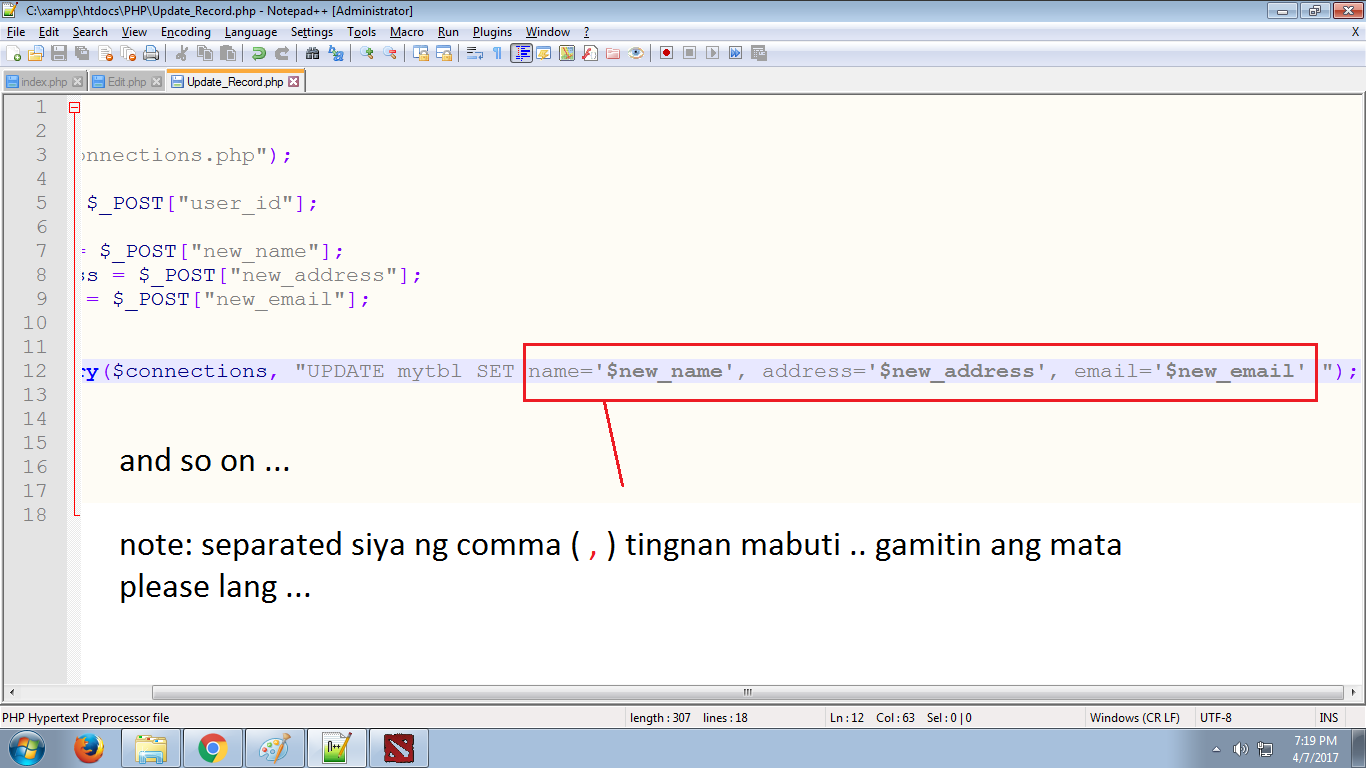 C:\xampp\htdocs\PHP\Update_Record.php - Notepad++ [Administrator]
File Edit Search View Encoding Language Settings Tools Macro Run Plugins Window ? X
index.php Edit.php Update_Record.php
1
2
3 onnections.php");
4
5 $_POST["user_id"];
6
7 = $_POST["new_name"];
8 ss = $_POST["new_address"];
9 = $_POST["new_email"];
10
11
12 ry($connections, "UPDATE mytbl SET name='$new_name', address='$new_address', email='$new_email' ");
13
14
15
16
17
18
and so on ...
note: separated siya ng comma ( , ) tingnan mabuti .. gamitin ang mata
please lang ...
PHP Hypertext Preprocessor file length : 307 lines : 18 Ln : 12 Col : 63 Sel : 0 | 0 Windows (CR LF) UTF-8 INS
7:19 PM
4/7/2017